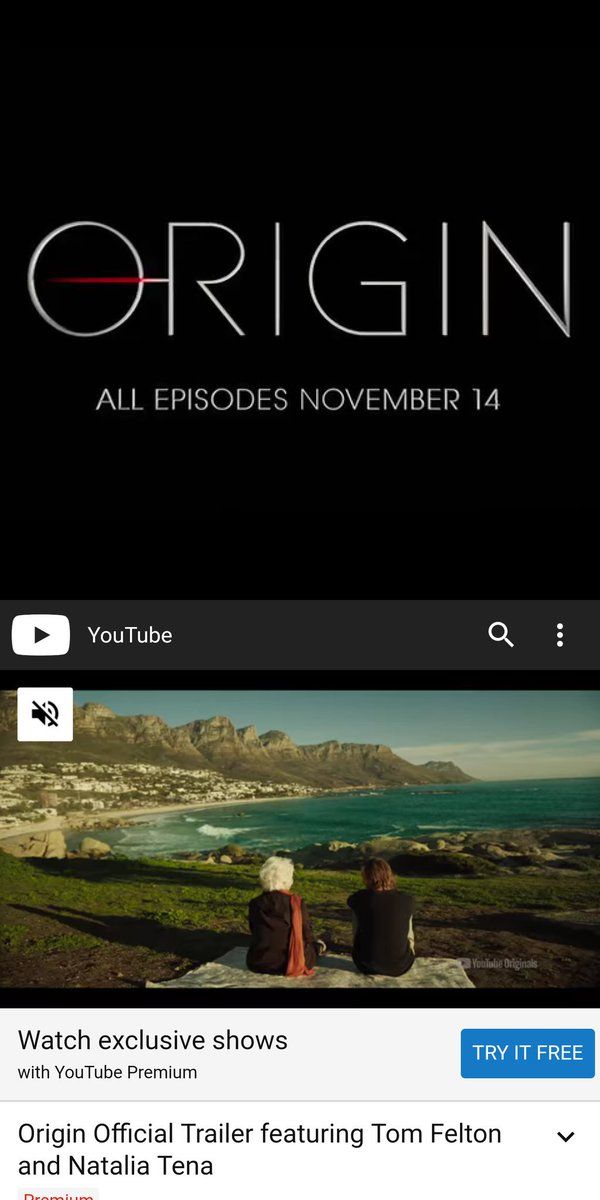 ORIGIN
ALL EPISODES NOVEMBER 14
YouTube
YouTube Originals
Watch exclusive shows
TRY IT FREE
with YouTube Premium
Origin Official Trailer featuring Tom Felton
and Natalia Tena
Premium